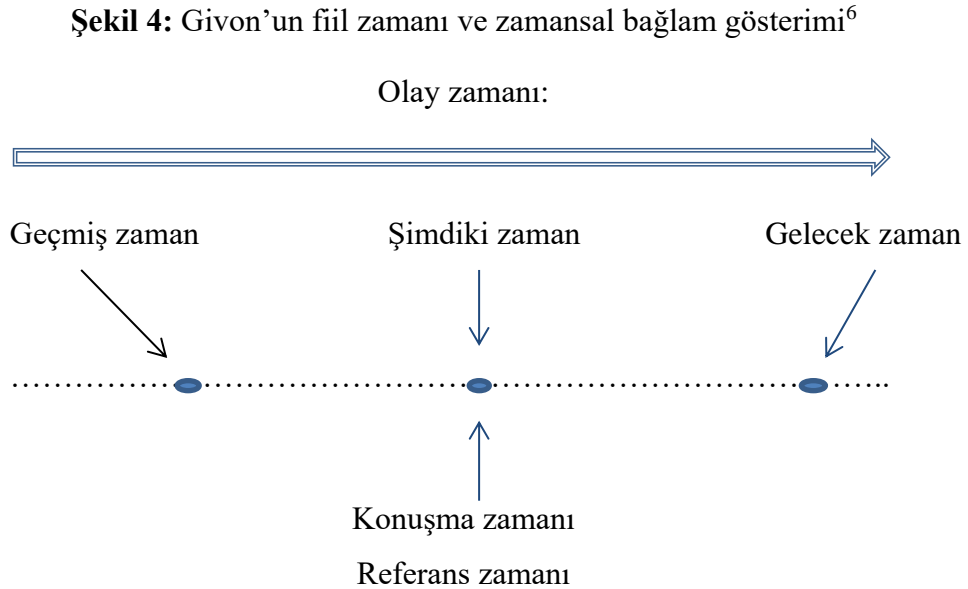 Şekil 4: Givon’un fiil zamanı ve zamansal bağlam gösterimi⁶
Olay zamanı:
Geçmiş zaman Şimdiki zaman Gelecek zaman
Konuşma zamanı
Referans zamanı